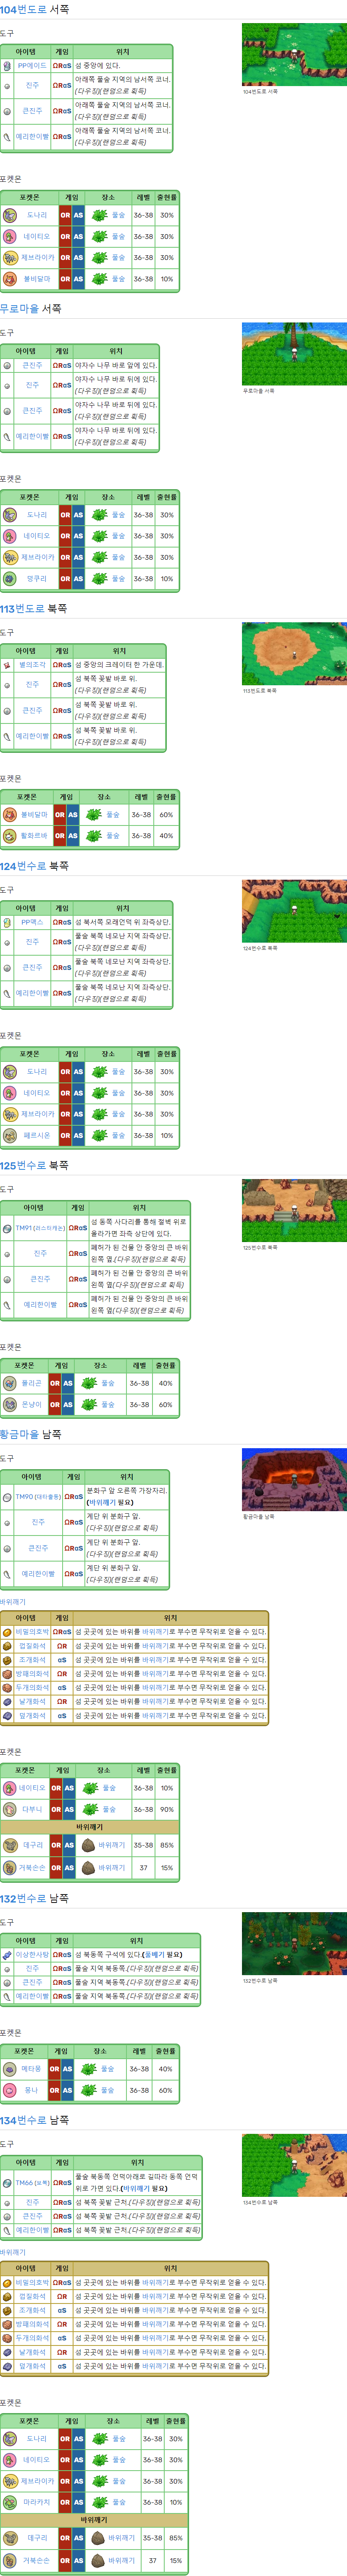 104번도로 서쪽
도구
아이템 게임 위치
PP에이드 ΩRαS 섬 중앙에 있다.
진주 ΩRαS 아래쪽 풀숲 지역의 남서쪽 코너.
(다우징)(랜덤으로 획득)
큰진주 ΩRαS 아래쪽 풀숲 지역의 남서쪽 코너.
(다우징)(랜덤으로 획득)
예리한이빨 ΩRαS 아래쪽 풀숲 지역의 남서쪽 코너.
(다우징)(랜덤으로 획득)
104번도로 서쪽
포켓몬
포켓몬 게임 장소 레벨 출현률
도나리 OR AS 풀숲 36-38 30%
네이티오 OR AS 풀숲 36-38 30%
제브라이카 OR AS 풀숲 36-38 30%
불비달마 OR AS 풀숲 36-38 10%
무로마을 서쪽
도구
아이템 게임 위치
큰진주 ΩRαS 야자수 나무 바로 앞에 있다.
진주 ΩRαS 야자수 나무 바로 뒤에 있다.
(다우징)(랜덤으로 획득)
큰진주 ΩRαS 야자수 나무 바로 뒤에 있다.
(다우징)(랜덤으로 획득)
예리한이빨 ΩRαS 야자수 나무 바로 뒤에 있다.
(다우징)(랜덤으로 획득)
무로마을 서쪽
포켓몬
포켓몬 게임 장소 레벨 출현률
도나리 OR AS 풀숲 36-38 30%
네이티오 OR AS 풀숲 36-38 30%
제브라이카 OR AS 풀숲 36-38 30%
덩쿠리 OR AS 풀숲 36-38 10%
113번도로 북쪽
도구
아이템 게임 위치
별의조각 ΩRαS 섬 중앙의 크레이터 한 가운데.
진주 ΩRαS 섬 북쪽 꽃밭 바로 위.
(다우징)(랜덤으로 획득)
큰진주 ΩRαS 섬 북쪽 꽃밭 바로 위.
(다우징)(랜덤으로 획득)
예리한이빨 ΩRαS 섬 북쪽 꽃밭 바로 위.
(다우징)(랜덤으로 획득)
113번도로 북쪽
포켓몬
포켓몬 게임 장소 레벨 출현률
불비달마 OR AS 풀숲 36-38 60%
활화르바 OR AS 풀숲 36-38 40%
124번수로 북쪽
도구
아이템 게임 위치
PP맥스 ΩRαS 섬 북서쪽 모래언덕 위 좌측상단.
진주 ΩRαS 풀숲 북쪽 네모난 지역 좌측상단.
(다우징)(랜덤으로 획득)
큰진주 ΩRαS 풀숲 북쪽 네모난 지역 좌측상단.
(다우징)(랜덤으로 획득)
예리한이빨 ΩRαS 풀숲 북쪽 네모난 지역 좌측상단.
(다우징)(랜덤으로 획득)
124번수로 북쪽
포켓몬
포켓몬 게임 장소 레벨 출현률
도나리 OR AS 풀숲 36-38 30%
네이티오 OR AS 풀숲 36-38 30%
제브라이카 OR AS 풀숲 36-38 30%
페르시온 OR AS 풀숲 36-38 10%
125번수로 북쪽
도구
아이템 게임 위치
TM91 (러스터캐논) ΩRαS 섬 동쪽 사다리를 통해 절벽 위로
올라가면 좌측 상단에 있다.
진주 ΩRαS 폐허가 된 건물 안 중앙의 큰 바위
왼쪽 옆.(다우징)(랜덤으로 획득)
큰진주 ΩRαS 폐허가 된 건물 안 중앙의 큰 바위
왼쪽 옆(다우징)(랜덤으로 획득)
예리한이빨 ΩRαS 폐허가 된 건물 안 중앙의 큰 바위
왼쪽 옆(다우징)(랜덤으로 획득)
125번수로 북쪽
포켓몬
포켓몬 게임 장소 레벨 출현률
몰리곤 OR AS 풀숲 36-38 40%
몬냥이 OR AS 풀숲 36-38 60%
황금마을 남쪽
도구
아이템 게임 위치
TM90 (대타출동) ΩRαS 분화구 앞 오른쪽 가장자리.
(바위깨기 필요)
진주 ΩRαS 계단 위 분화구 앞.
(다우징)(랜덤으로 획득)
큰진주 ΩRαS 계단 위 분화구 앞.
(다우징)(랜덤으로 획득)
예리한이빨 ΩRαS 계단 위 분화구 앞.
(다우징)(랜덤으로 획득)
황금마을 남쪽
바위깨기
아이템 게임 위치
비밀의호박 ΩRαS 섬 곳곳에 있는 바위를 바위깨기로 부수면 무작위로 얻을 수 있다.
껍질화석 ΩR 섬 곳곳에 있는 바위를 바위깨기로 부수면 무작위로 얻을 수 있다.
조개화석 αS 섬 곳곳에 있는 바위를 바위깨기로 부수면 무작위로 얻을 수 있다.
방패의화석 ΩR 섬 곳곳에 있는 바위를 바위깨기로 부수면 무작위로 얻을 수 있다.
두개의화석 αS 섬 곳곳에 있는 바위를 바위깨기로 부수면 무작위로 얻을 수 있다.
날개화석 ΩR 섬 곳곳에 있는 바위를 바위깨기로 부수면 무작위로 얻을 수 있다.
덮개화석 αS 섬 곳곳에 있는 바위를 바위깨기로 부수면 무작위로 얻을 수 있다.
포켓몬
포켓몬 게임 장소 레벨 출현률
네이티오 OR AS 풀숲 36-38 10%
다부니 OR AS 풀숲 36-38 90%
바위깨기
데구리 OR AS 바위깨기 35-38 85%
거북손손 OR AS 바위깨기 37 15%
132번수로 남쪽
도구
아이템 게임 위치
이상한사탕 ΩRαS 섬 북동쪽 구석에 있다.(풀베기 필요)
진주 ΩRαS 풀숲 지역 북동쪽.(다우징)(랜덤으로 획득)
큰진주 ΩRαS 풀숲 지역 북동쪽.(다우징)(랜덤으로 획득)
예리한이빨 ΩRαS 풀숲 지역 북동쪽.(다우징)(랜덤으로 획득)
132번수로 남쪽
포켓몬
포켓몬 게임 장소 레벨 출현률
메타몽 OR AS 풀숲 36-38 40%
몽나 OR AS 풀숲 36-38 60%
134번수로 남쪽
도구
아이템 게임 위치
TM66 (보복) ΩRαS 풀숲 북동쪽 언덕아래로 길따라 동쪽 언덕
위로 가면 있다.(바위깨기 필요)
진주 ΩRαS 섬 북쪽 꽃밭 근처.(다우징)(랜덤으로 획득)
큰진주 ΩRαS 섬 북쪽 꽃밭 근처.(다우징)(랜덤으로 획득)
예리한이빨 ΩRαS 섬 북쪽 꽃밭 근처.(다우징)(랜덤으로 획득)
134번수로 남쪽
바위깨기
아이템 게임 위치
비밀의호박 ΩRαS 섬 곳곳에 있는 바위를 바위깨기로 부수면 무작위로 얻을 수 있다.
껍질화석 ΩR 섬 곳곳에 있는 바위를 바위깨기로 부수면 무작위로 얻을 수 있다.
조개화석 αS 섬 곳곳에 있는 바위를 바위깨기로 부수면 무작위로 얻을 수 있다.
방패의화석 ΩR 섬 곳곳에 있는 바위를 바위깨기로 부수면 무작위로 얻을 수 있다.
두개의화석 αS 섬 곳곳에 있는 바위를 바위깨기로 부수면 무작위로 얻을 수 있다.
날개화석 ΩR 섬 곳곳에 있는 바위를 바위깨기로 부수면 무작위로 얻을 수 있다.
덮개화석 αS 섬 곳곳에 있는 바위를 바위깨기로 부수면 무작위로 얻을 수 있다.
포켓몬
포켓몬 게임 장소 레벨 출현률
도나리 OR AS 풀숲 36-38 30%
네이티오 OR AS 풀숲 36-38 30%
제브라이카 OR AS 풀숲 36-38 30%
마라카치 OR AS 풀숲 36-38 10%
바위깨기
데구리 OR AS 바위깨기 35-38 85%
거북손손 OR AS 바위깨기 37 15%